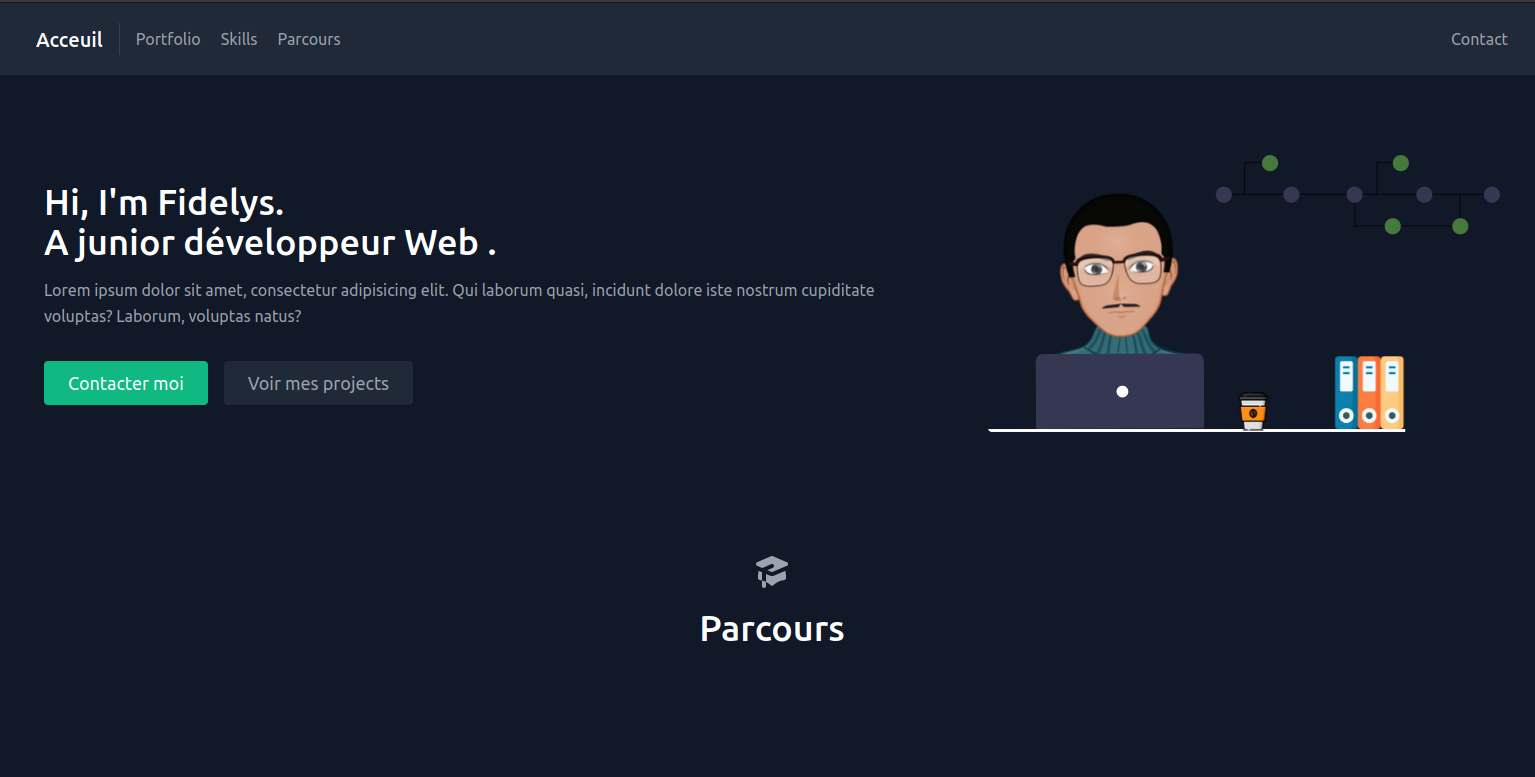 Acceuil
Portfolio
Skills
Parcours
Contact
Hi, I'm Fidelys.
A junior développeur Web .
Lorem ipsum dolor sit amet, consectetur adipisicing elit. Qui laborum quasi, incidunt dolore iste nostrum cupiditate
voluptas? Laborum, voluptas natus?
Contacter moi
Voir mes projects
Parcours